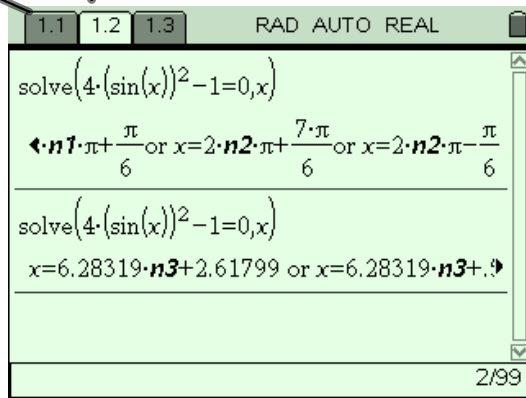 1.1 1.2 1.3 RAD AUTO REAL
solve(4·(sin(x))²−1=0,x)
·n1·π+π/6 or x=2·n2·π+7·π/6 or x=2·n2·π−π/6
solve(4·(sin(x))²−1=0,x)
x=6.28319·n3+2.61799 or x=6.28319·n3+.
2/99